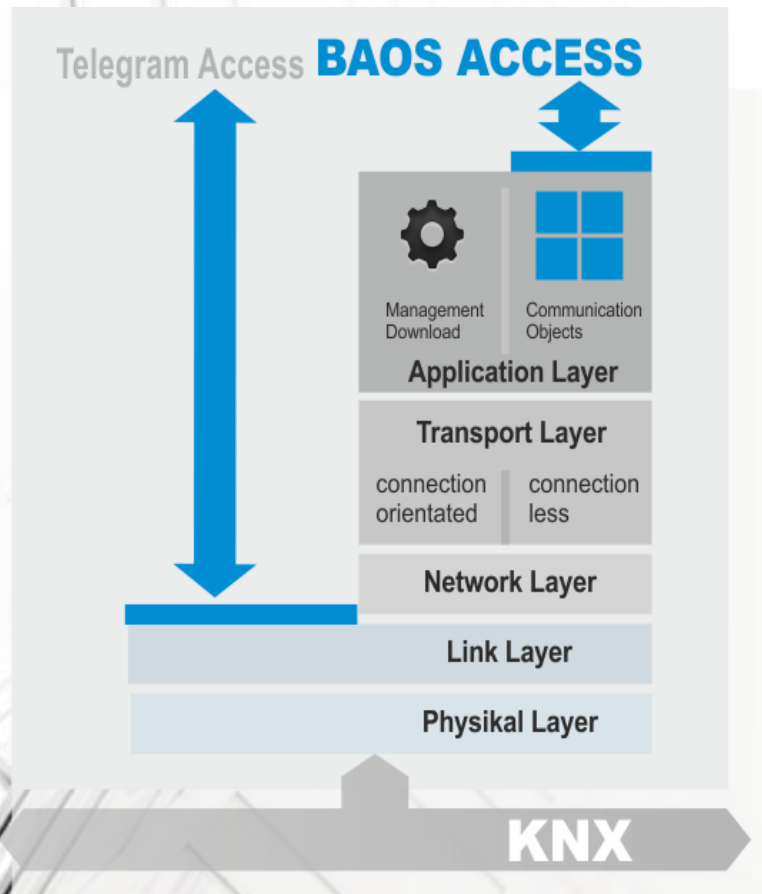 Telegram Access BAOS ACCESS
Management
Download
Communication
Objects
Application Layer
Transport Layer
connection
orientated
connection
less
Network Layer
Link Layer
Physikal Layer
KNX